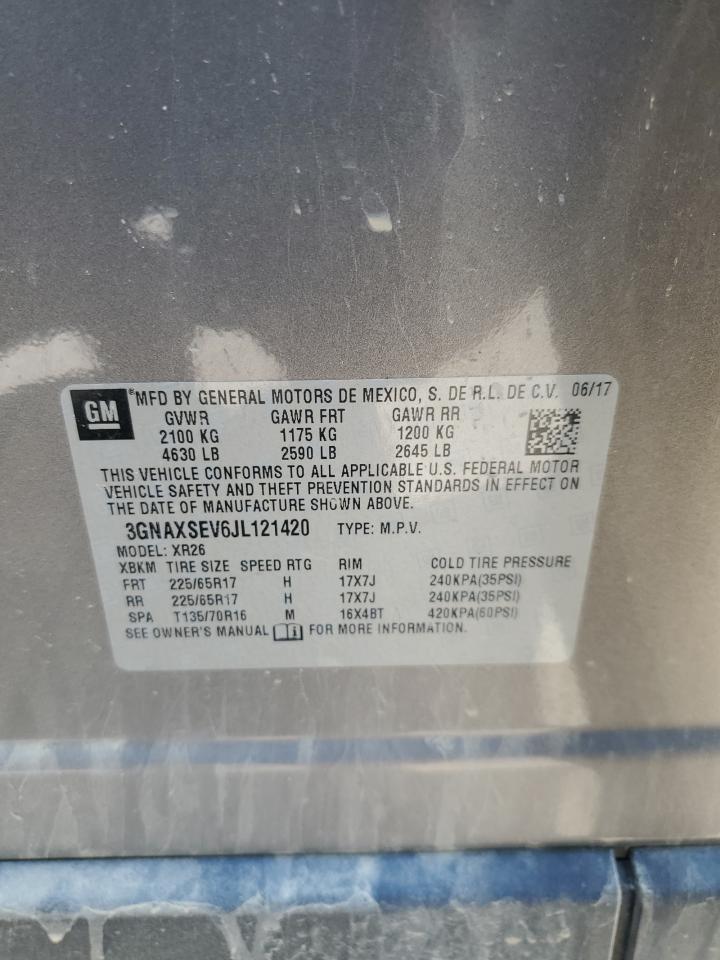 GM ® MFD BY GENERAL MOTORS DE MEXICO, S. DE R.L. DE C.V. 06/17
GVWR GAWR FRT GAWR RR
2100 KG 1175 KG 1200 KG
4630 LB 2590 LB 2645 LB
THIS VEHICLE CONFORMS TO ALL APPLICABLE U.S. FEDERAL MOTOR
VEHICLE SAFETY AND THEFT PREVENTION STANDARDS IN EFFECT ON
THE DATE OF MANUFACTURE SHOWN ABOVE.
3GNAXSEV6JL121420 TYPE: M.P.V.
MODEL: XR26
XBKM TIRE SIZE SPEED RTG RIM COLD TIRE PRESSURE
FRT 225/65R17 H 17X7J 240KPA(35PSI)
RR 225/65R17 H 17X7J 240KPA(35PSI)
SPA T135/70R16 M 16X4BT 420KPA(60PSI)
SEE OWNER'S MANUAL FOR MORE INFORMATION.